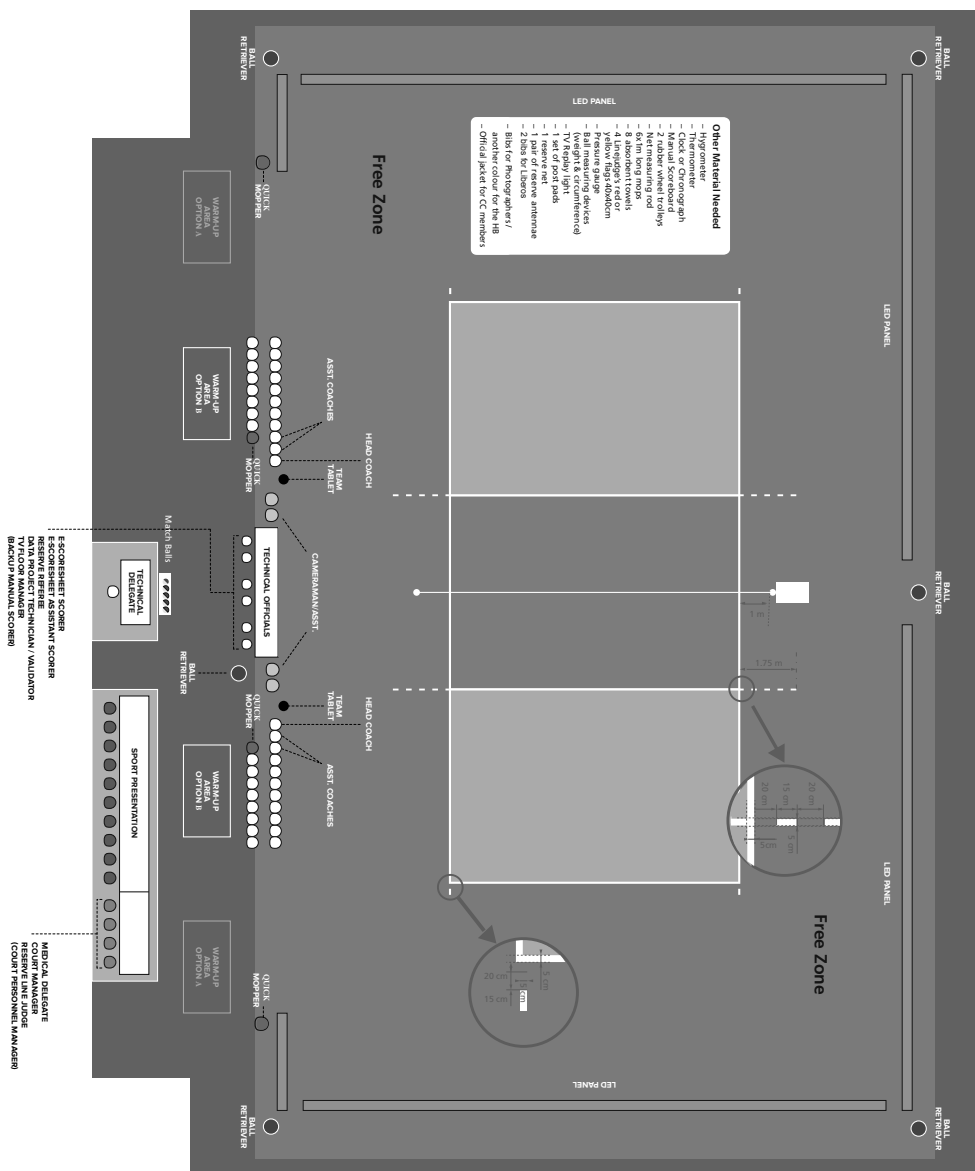 BALL
RETRIEVER
BALL
RETRIEVER
LED PANEL
Other Material Needed
– Hygrometer
– Thermometer
– Clock or Chronograph
– Manual Scoreboard
– 2 rubber wheel trolleys
– Net measuring rod
– 6x1m long mops
– 8 absorbent towels
– 4 Linejudge's red or
yellow flags 40x40cm
– Pressure gauge
– Ball measuring devices
(weight & circumference)
– TV Replay light
– 1 set of post pads
– 1 reserve net
– 1 pair of reserve antennae
– 2 bibs for Liberos
– Bibs for Photographers /
another colour for the HB
– Official jacket for CC members
Free Zone
QUICK
MOPPER
WARM-UP
AREA
OPTION A
LED PANEL
WARM-UP
AREA
OPTION B
ASST. COACHES
HEAD COACH
QUICK
MOPPER
TEAM
TABLET
Match Balls
TECHNICAL OFFICIALS
CAMERAMAN/ASST.
BALL
RETRIEVER
1 m
TECHNICAL
DELEGATE
E-SCORESHEET SCORER
E-SCORESHEET ASSISTANT SCORER
RESERVE REFEREE
DATA PROJECT TECHNICIAN / VALIDATOR
TV FLOOR MANAGER
(BACKUP MANUAL SCORER)
BALL
RETRIEVER
1.75 m
TEAM
TABLET
HEAD COACH
QUICK
MOPPER
ASST. COACHES
WARM-UP
AREA
OPTION B
SPORT PRESENTATION
20 cm
15 cm
20 cm
5 cm
5cm
LED PANEL
Free Zone
WARM-UP
AREA
OPTION A
5 cm
20 cm
5 cm
15 cm
QUICK
MOPPER
MEDICAL DELEGATE
COURT MANAGER
RESERVE LINE JUDGE
(COURT PERSONNEL MANAGER)
LED PANEL
BALL
RETRIEVER
BALL
RETRIEVER